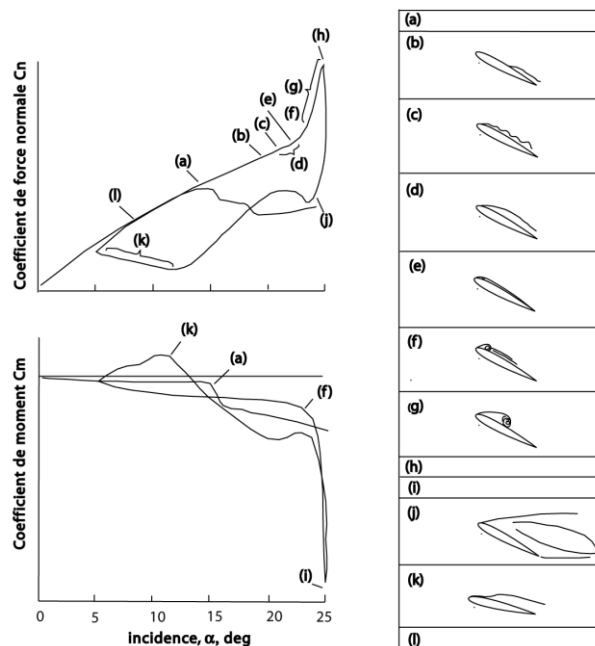 Coefficient de force normale Cn
(h)
(g)
(e)
(f)
(c)
(b)
(d)
(a)
(l)
(k)
(j)
Coefficient de moment Cm
(k)
(a)
(f)
(i)
0 5 10 15 20 25
incidence, α, deg
(a)
(b)
(c)
(d)
(e)
(f)
(g)
(h)
(i)
(j)
(k)
(l)